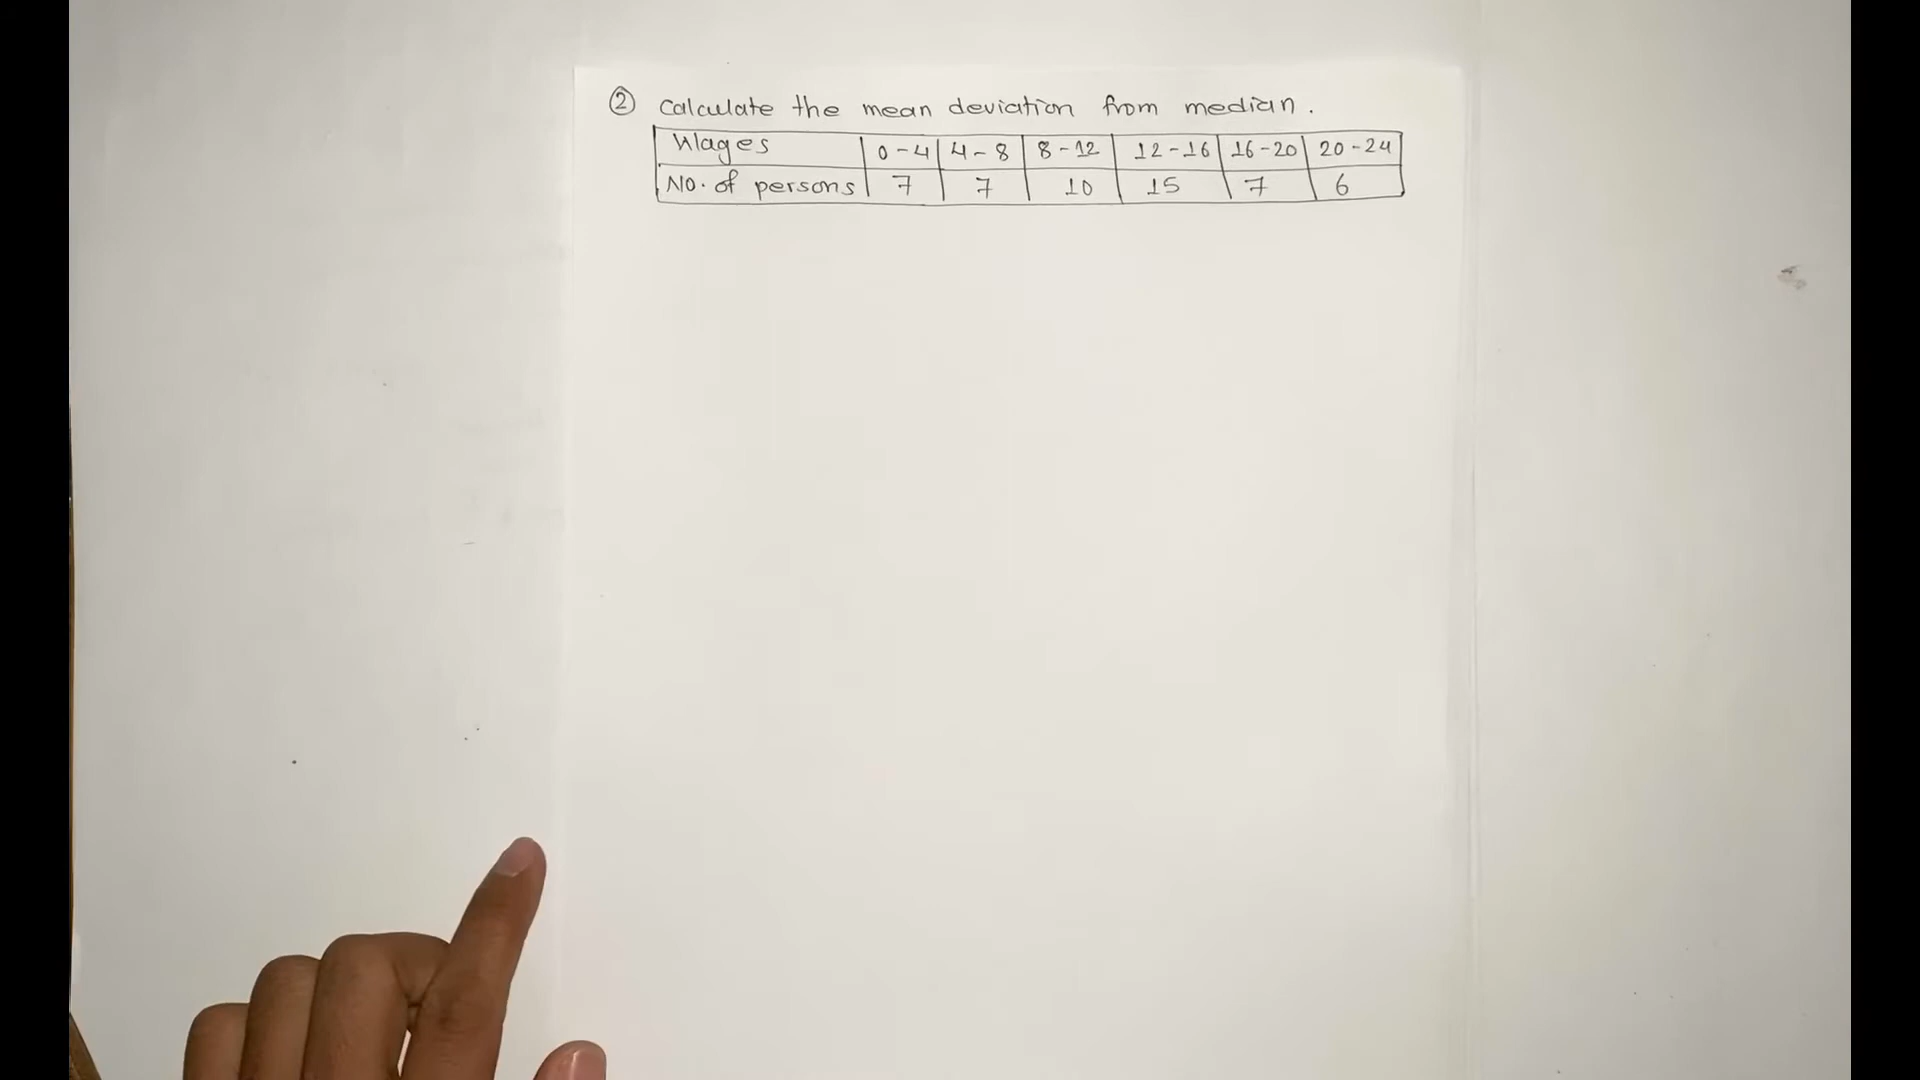 ② Calculate the mean deviation from median.
Wages 0-4 4-8 8-12 12-16 16-20 20-24
No. of persons 7 7 10 15 7 6